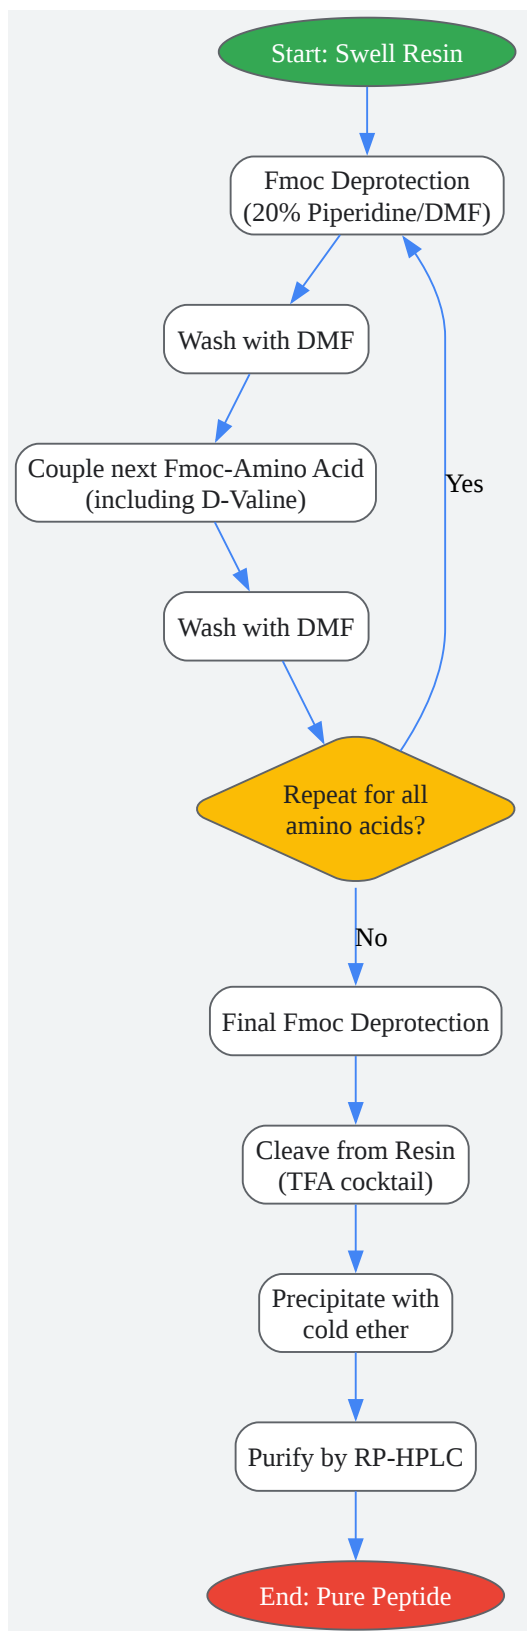 Start: Swell Resin
Fmoc Deprotection
(20% Piperidine/DMF)
Wash with DMF
Couple next Fmoc-Amino Acid
(including D-Valine)
Yes
Wash with DMF
Repeat for all
amino acids?
No
Final Fmoc Deprotection
Cleave from Resin
(TFA cocktail)
Precipitate with
cold ether
Purify by RP-HPLC
End: Pure Peptide